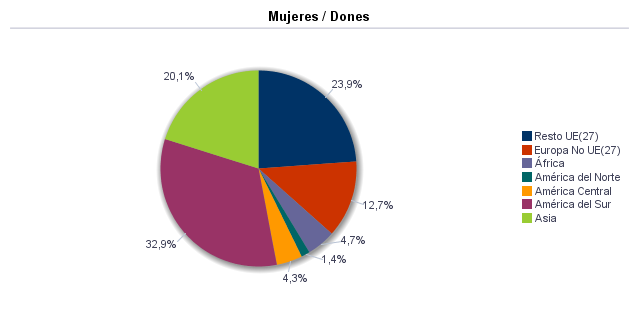 Mujeres / Dones
20,1%
23,9%
12,7%
4,7%
1,4%
4,3%
32,9%
Resto UE(27)
Europa No UE(27)
África
América del Norte
América Central
América del Sur
Asia